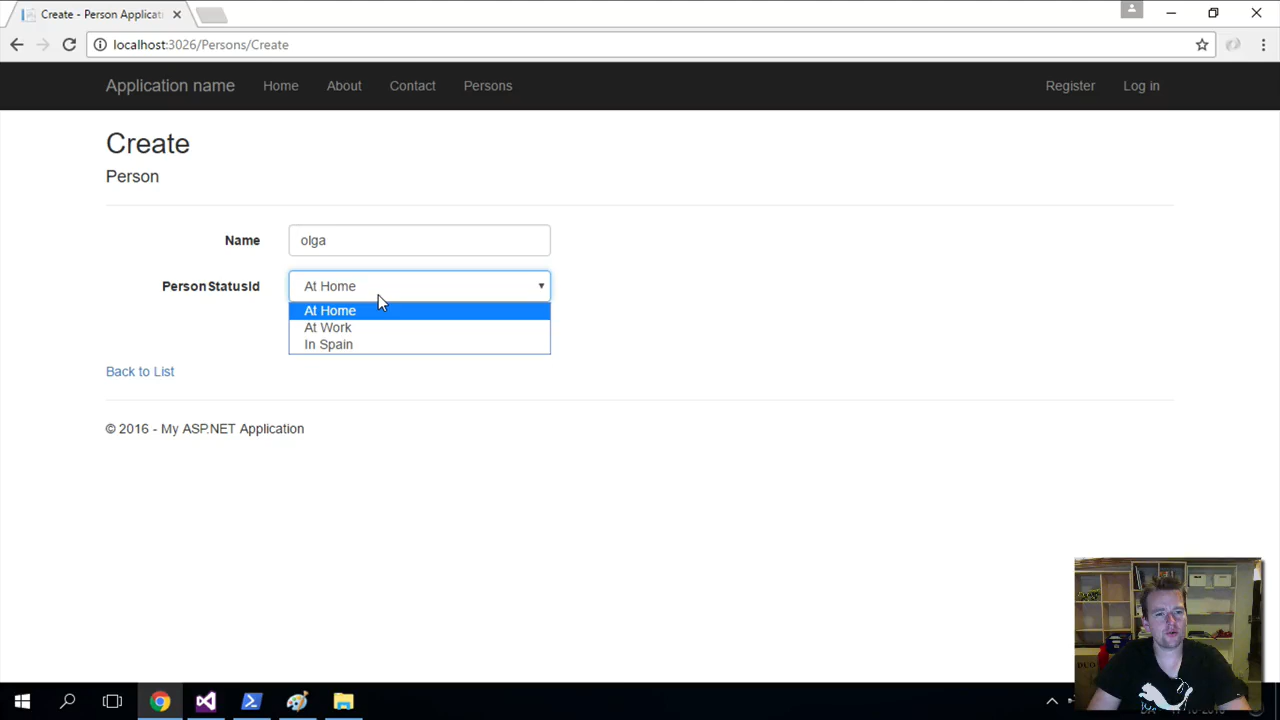 Create - Person Applicati
localhost:3026/Persons/Create
Application name Home About Contact Persons Register Log in
Create
Person
Name olga
PersonStatusId At Home
At Home
At Work
In Spain
Back to List
© 2016 - My ASP.NET Application